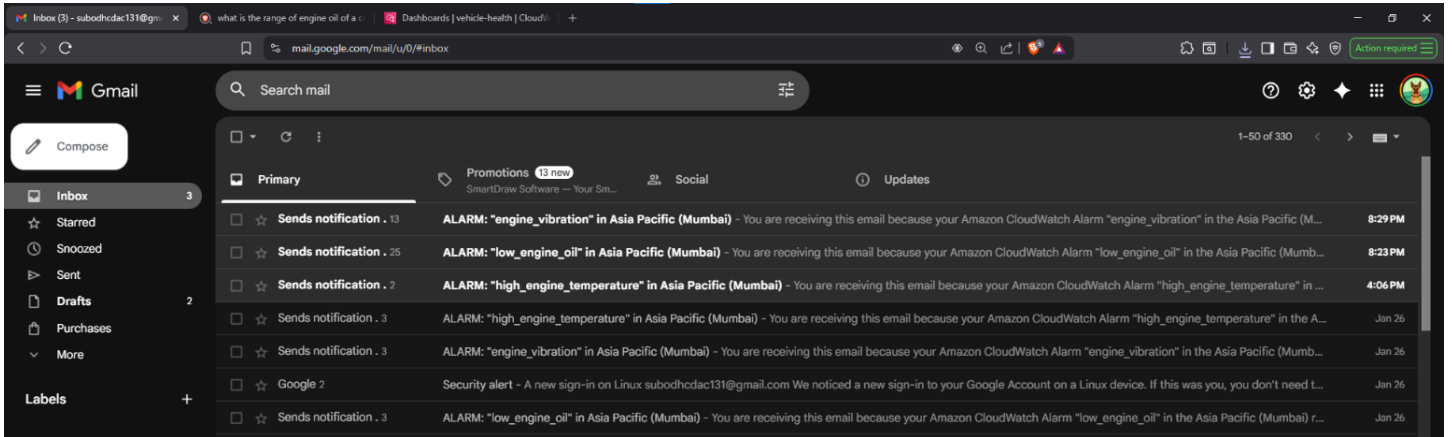 Inbox (3) - subodhcdac131@gm
what is the range of engine oil of a c
Dashboards | vehicle-health | CloudW
mail.google.com/mail/u/0/#inbox
Action required
Gmail
Search mail
Compose
1–50 of 330
Primary
Promotions 13 new
SmartDraw Software — Your Sm...
Social
Updates
Inbox 3
Starred
Snoozed
Sent
Drafts 2
Purchases
More
Labels +
Sends notification . 13 ALARM: "engine_vibration" in Asia Pacific (Mumbai) - You are receiving this email because your Amazon CloudWatch Alarm "engine_vibration" in the Asia Pacific (M... 8:29 PM
Sends notification . 25 ALARM: "low_engine_oil" in Asia Pacific (Mumbai) - You are receiving this email because your Amazon CloudWatch Alarm "low_engine_oil" in the Asia Pacific (Mumb... 8:23 PM
Sends notification . 2 ALARM: "high_engine_temperature" in Asia Pacific (Mumbai) - You are receiving this email because your Amazon CloudWatch Alarm "high_engine_temperature" in ... 4:06 PM
Sends notification . 3 ALARM: "high_engine_temperature" in Asia Pacific (Mumbai) - You are receiving this email because your Amazon CloudWatch Alarm "high_engine_temperature" in the A... Jan 26
Sends notification . 3 ALARM: "engine_vibration" in Asia Pacific (Mumbai) - You are receiving this email because your Amazon CloudWatch Alarm "engine_vibration" in the Asia Pacific (Mumb... Jan 26
Google 2 Security alert - A new sign-in on Linux subodhcdac131@gmail.com We noticed a new sign-in to your Google Account on a Linux device. If this was you, you don't need t... Jan 26
Sends notification . 3 ALARM: "low_engine_oil" in Asia Pacific (Mumbai) - You are receiving this email because your Amazon CloudWatch Alarm "low_engine_oil" in the Asia Pacific (Mumbai) r... Jan 26